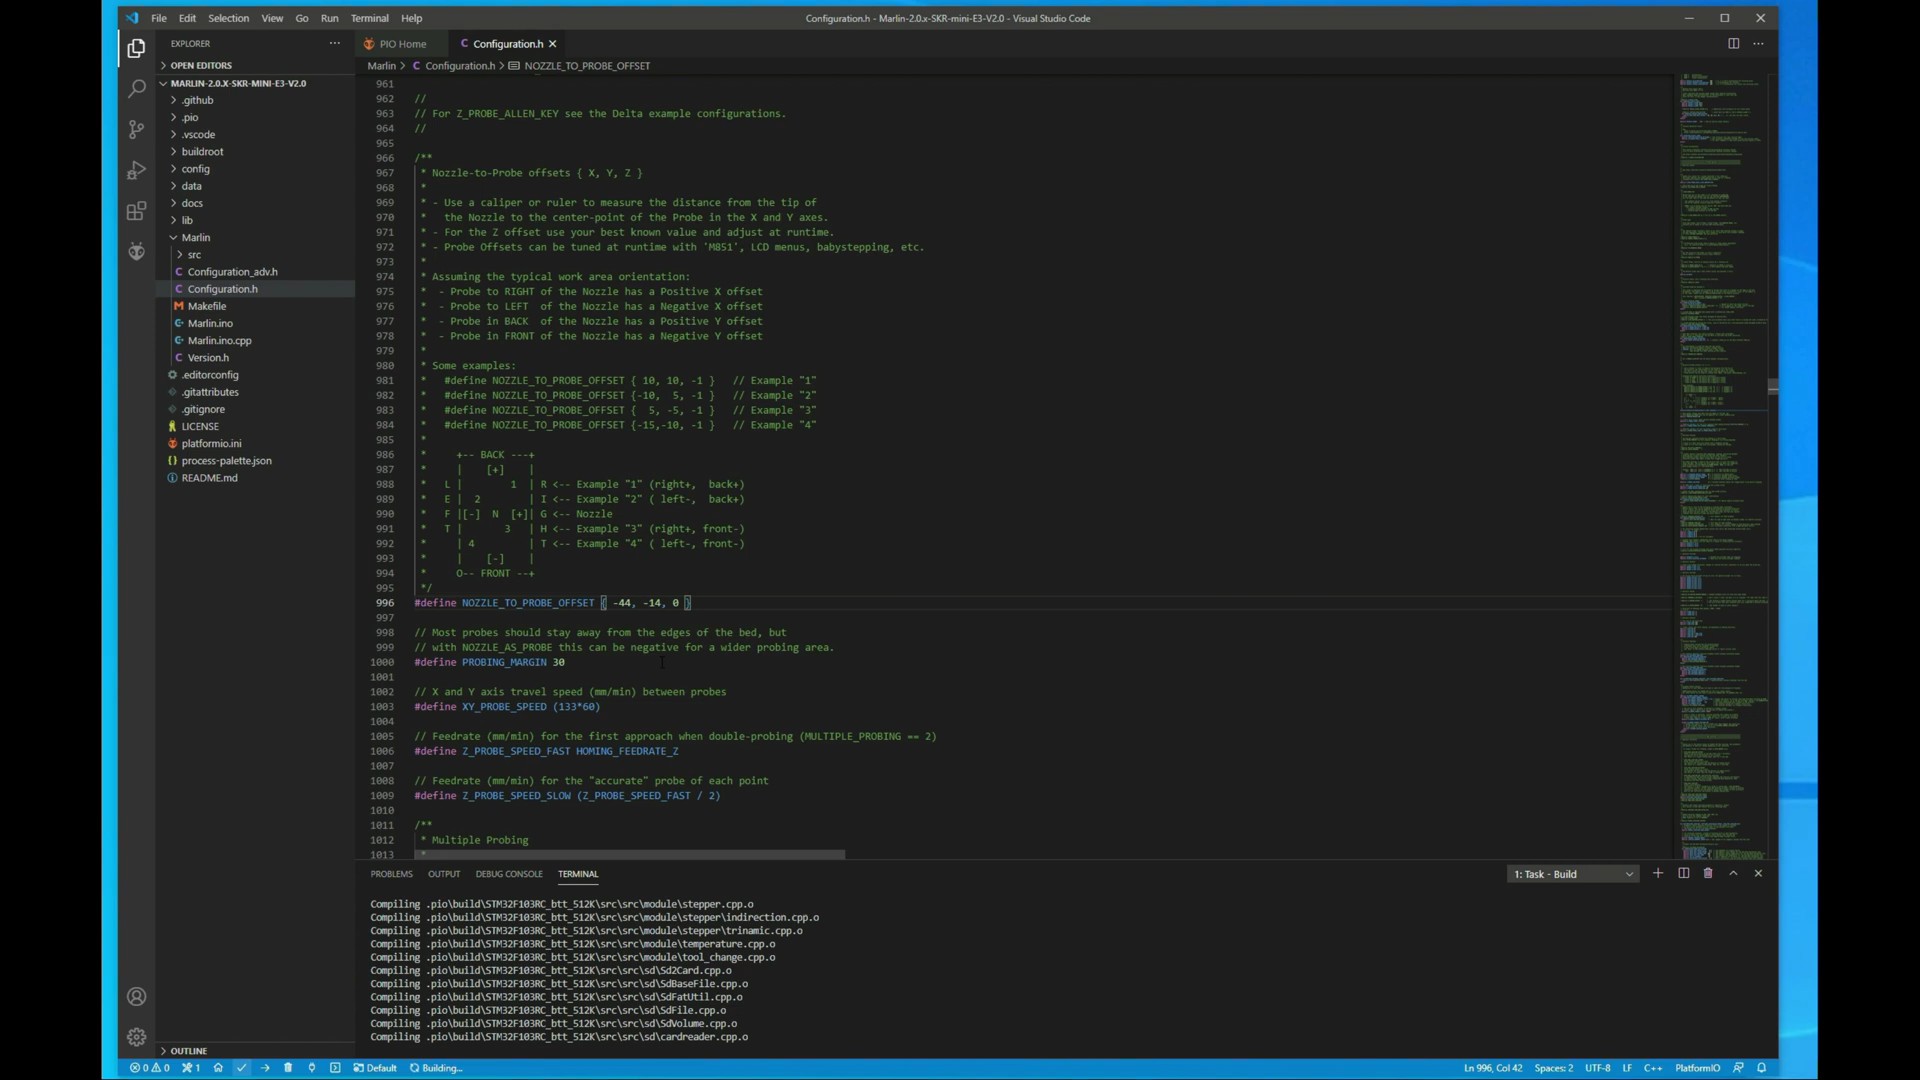 File Edit Selection View Go Run Terminal Help
Configuration.h - Marlin-2.0.x-SKR-mini-E3-V2.0 - Visual Studio Code
EXPLORER
OPEN EDITORS
MARLIN-2.0.X-SKR-MINI-E3-V2.0
.github
.pio
.vscode
buildroot
config
data
docs
lib
Marlin
src
Configuration_adv.h
Configuration.h
Makefile
Marlin.ino
Marlin.ino.cpp
Version.h
.editorconfig
.gitattributes
.gitignore
LICENSE
platformio.ini
process-palette.json
README.md
OUTLINE
PIO Home
Configuration.h
Marlin > Configuration.h > NOZZLE_TO_PROBE_OFFSET
961
962 //
963 // For Z_PROBE_ALLEN_KEY see the Delta example configurations.
964 //
965
966 /**
967 * Nozzle-to-Probe offsets { X, Y, Z }
968 *
969 * - Use a caliper or ruler to measure the distance from the tip of
970 * the Nozzle to the center-point of the Probe in the X and Y axes.
971 * - For the Z offset use your best known value and adjust at runtime.
972 * - Probe Offsets can be tuned at runtime with 'M851', LCD menus, babystepping, etc.
973 *
974 * Assuming the typical work area orientation:
975 * - Probe to RIGHT of the Nozzle has a Positive X offset
976 * - Probe to LEFT of the Nozzle has a Negative X offset
977 * - Probe in BACK of the Nozzle has a Positive Y offset
978 * - Probe in FRONT of the Nozzle has a Negative Y offset
979 *
980 * Some examples:
981 * #define NOZZLE_TO_PROBE_OFFSET { 10, 10, -1 } // Example "1"
982 * #define NOZZLE_TO_PROBE_OFFSET {-10, 5, -1 } // Example "2"
983 * #define NOZZLE_TO_PROBE_OFFSET { 5, -5, -1 } // Example "3"
984 * #define NOZZLE_TO_PROBE_OFFSET {-15,-10, -1 } // Example "4"
985 *
986 * +-- BACK ---+
987 * | [+] |
988 * L | 1 | R <-- Example "1" (right+, back+)
989 * E | 2 | I <-- Example "2" ( left-, back+)
990 * F |[-] N [+]| G <-- Nozzle
991 * T | 3 | H <-- Example "3" (right+, front-)
992 * | 4 | T <-- Example "4" ( left-, front-)
993 * | [-] |
994 * O-- FRONT --+
995 */
996 #define NOZZLE_TO_PROBE_OFFSET { -44, -14, 0 }
997
998 // Most probes should stay away from the edges of the bed, but
999 // with NOZZLE_AS_PROBE this can be negative for a wider probing area.
1000 #define PROBING_MARGIN 30
1001
1002 // X and Y axis travel speed (mm/min) between probes
1003 #define XY_PROBE_SPEED (133*60)
1004
1005 // Feedrate (mm/min) for the first approach when double-probing (MULTIPLE_PROBING == 2)
1006 #define Z_PROBE_SPEED_FAST HOMING_FEEDRATE_Z
1007
1008 // Feedrate (mm/min) for the "accurate" probe of each point
1009 #define Z_PROBE_SPEED_SLOW (Z_PROBE_SPEED_FAST / 2)
1010
1011 /**
1012 * Multiple Probing
1013 *
PROBLEMS OUTPUT DEBUG CONSOLE TERMINAL
1: Task - Build
Compiling .pio\build\STM32F103RC_btt_512K\src\src\module\stepper.cpp.o
Compiling .pio\build\STM32F103RC_btt_512K\src\src\module\stepper\indirection.cpp.o
Compiling .pio\build\STM32F103RC_btt_512K\src\src\module\stepper\trinamic.cpp.o
Compiling .pio\build\STM32F103RC_btt_512K\src\src\module\temperature.cpp.o
Compiling .pio\build\STM32F103RC_btt_512K\src\src\module\tool_change.cpp.o
Compiling .pio\build\STM32F103RC_btt_512K\src\src\sd\Sd2Card.cpp.o
Compiling .pio\build\STM32F103RC_btt_512K\src\src\sd\SdBaseFile.cpp.o
Compiling .pio\build\STM32F103RC_btt_512K\src\src\sd\SdFatUtil.cpp.o
Compiling .pio\build\STM32F103RC_btt_512K\src\src\sd\SdFile.cpp.o
Compiling .pio\build\STM32F103RC_btt_512K\src\src\sd\SdVolume.cpp.o
Compiling .pio\build\STM32F103RC_btt_512K\src\src\sd\cardreader.cpp.o
0 0 1 Default Building... Ln 996, Col 42 Spaces: 2 UTF-8 LF C++ PlatformIO